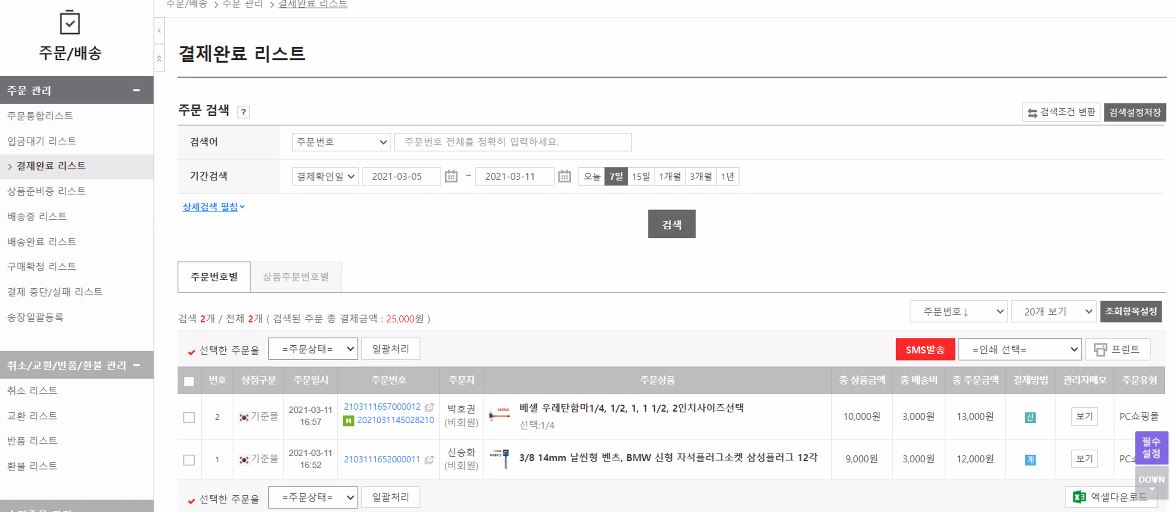 주문/배송 > 주문 관리 > 결제완료 리스트
주문/배송
주문 관리
주문통합리스트
입금대기 리스트
> 결제완료 리스트
상품준비중 리스트
배송중 리스트
배송완료 리스트
구매확정 리스트
결제 중단/실패 리스트
송장일괄등록
취소/교환/반품/환불 관리
취소 리스트
교환 리스트
반품 리스트
환불 리스트
결제완료 리스트
주문 검색 ?
검색조건 변환 검색설정저장
검색어 주문번호 주문번호 전체를 정확히 입력하세요.
기간검색 결제확인일 2021-03-05 ~ 2021-03-11 오늘 7일 15일 1개월 3개월 1년
상세검색 펼침
검색
주문번호별 상품주문번호별
검색 2개 / 전체 2개 ( 검색된 주문 총 결제금액 : 25,000원 )
주문번호↓ 20개 보기 조회항목설정
선택한 주문을 =주문상태= 일괄처리 SMS발송 =인쇄 선택= 프린트
번호 상점구분 주문일시 주문번호 주문자 주문상품 총 상품금액 총 배송비 총 주문금액 결제방법 관리자메모 주문유형
2 기준몰 2021-03-11 16:57 2103111657000012 N 2021031145028210 박호권 (비회원) 베셀 우레탄함마1/4, 1/2, 1, 1 1/2, 2인치사이즈선택 선택:1/4 10,000원 3,000원 13,000원 신 보기 PC쇼핑몰
1 기준몰 2021-03-11 16:52 2103111652000011 신승화 (비회원) 3/8 14mm 날씬형 벤츠, BMW 신형 자석플러그소켓 삼성플러그 12각 9,000원 3,000원 12,000원 계 보기
필수 설정
DOWN
선택한 주문을 =주문상태= 일괄처리 엑셀다운로드